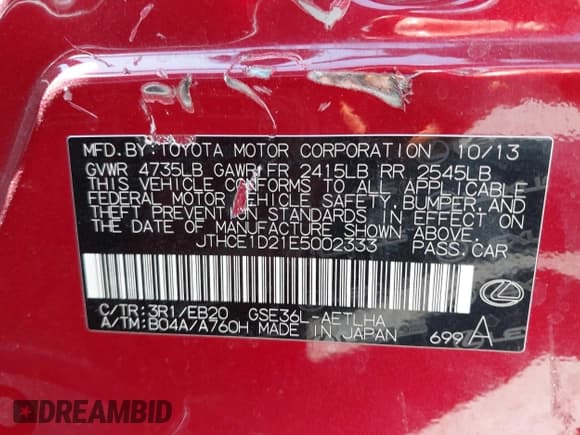 MFD.BY:TOYOTA MOTOR CORPORATION 10/13
GVWR 4735LB GAWR FR 2415LB RR 2545LB
THIS VEHICLE CONFORMS TO ALL APPLICABLE
FEDERAL MOTOR VEHICLE SAFETY, BUMPER, AND
THEFT PREVENTION STANDARDS IN EFFECT ON
THE DATE OF MANUFACTURE SHOWN ABOVE.
JTHCE1D21E5002333 PASS.CAR
C/TR:3R1/EB20 GSE36L-AETLHA
A/TM:B04A/A760H MADE IN JAPAN 699A
DREAMBID